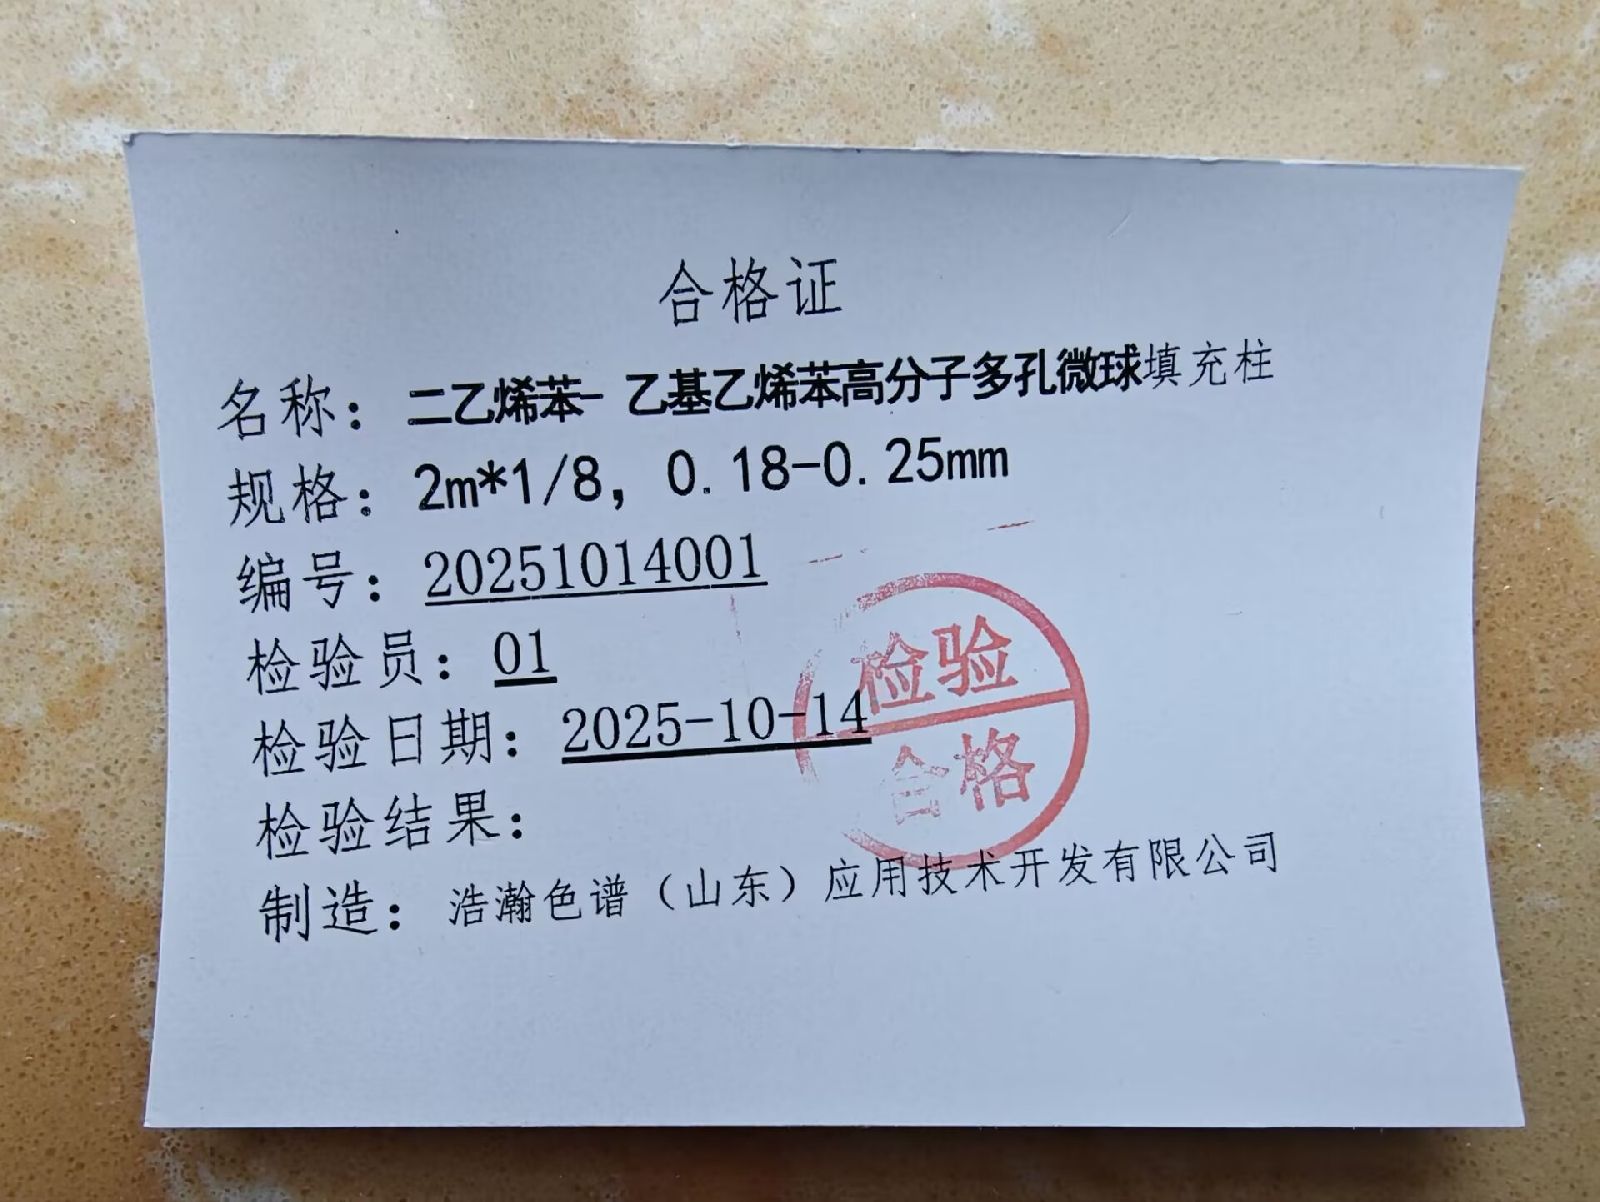 合格证
名称：二乙烯苯- 乙基乙烯苯高分子多孔微球填充柱
规格：2m*1/8，0.18-0.25mm
编号：20251014001
检验员：01
检验日期：2025-10-14
检验结果：
检验
合格
制造：浩瀚色谱（山东）应用技术开发有限公司